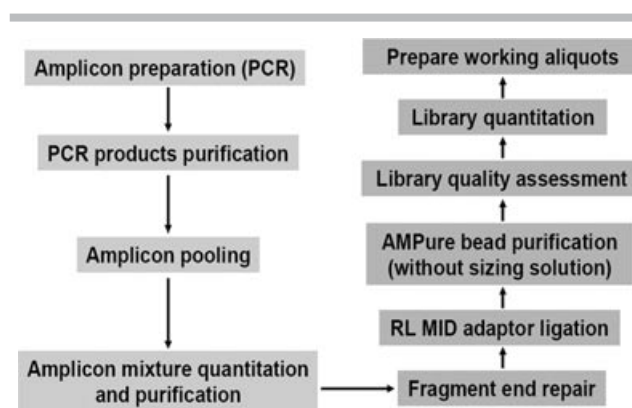 Amplicon preparation (PCR)
PCR products purification
Amplicon pooling
Amplicon mixture quantitation
and purification
Fragment end repair
RL MID adaptor ligation
AMPure bead purification
(without sizing solution)
Library quality assessment
Library quantitation
Prepare working aliquots